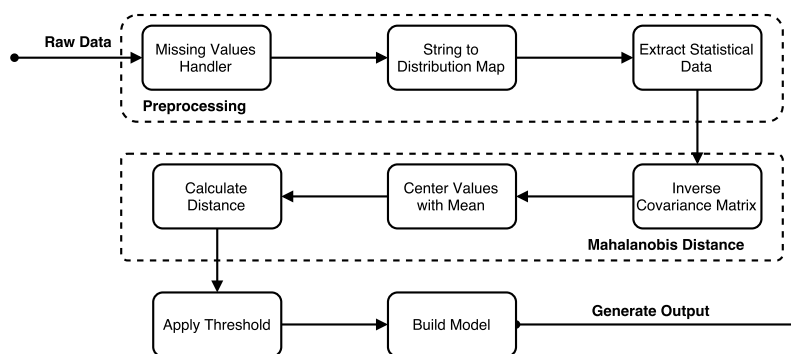 Raw Data
Missing Values
Handler
String to
Distribution Map
Extract Statistical
Data
Preprocessing
Calculate
Distance
Center Values
with Mean
Inverse
Covariance Matrix
Mahalanobis Distance
Apply Threshold
Build Model
Generate Output